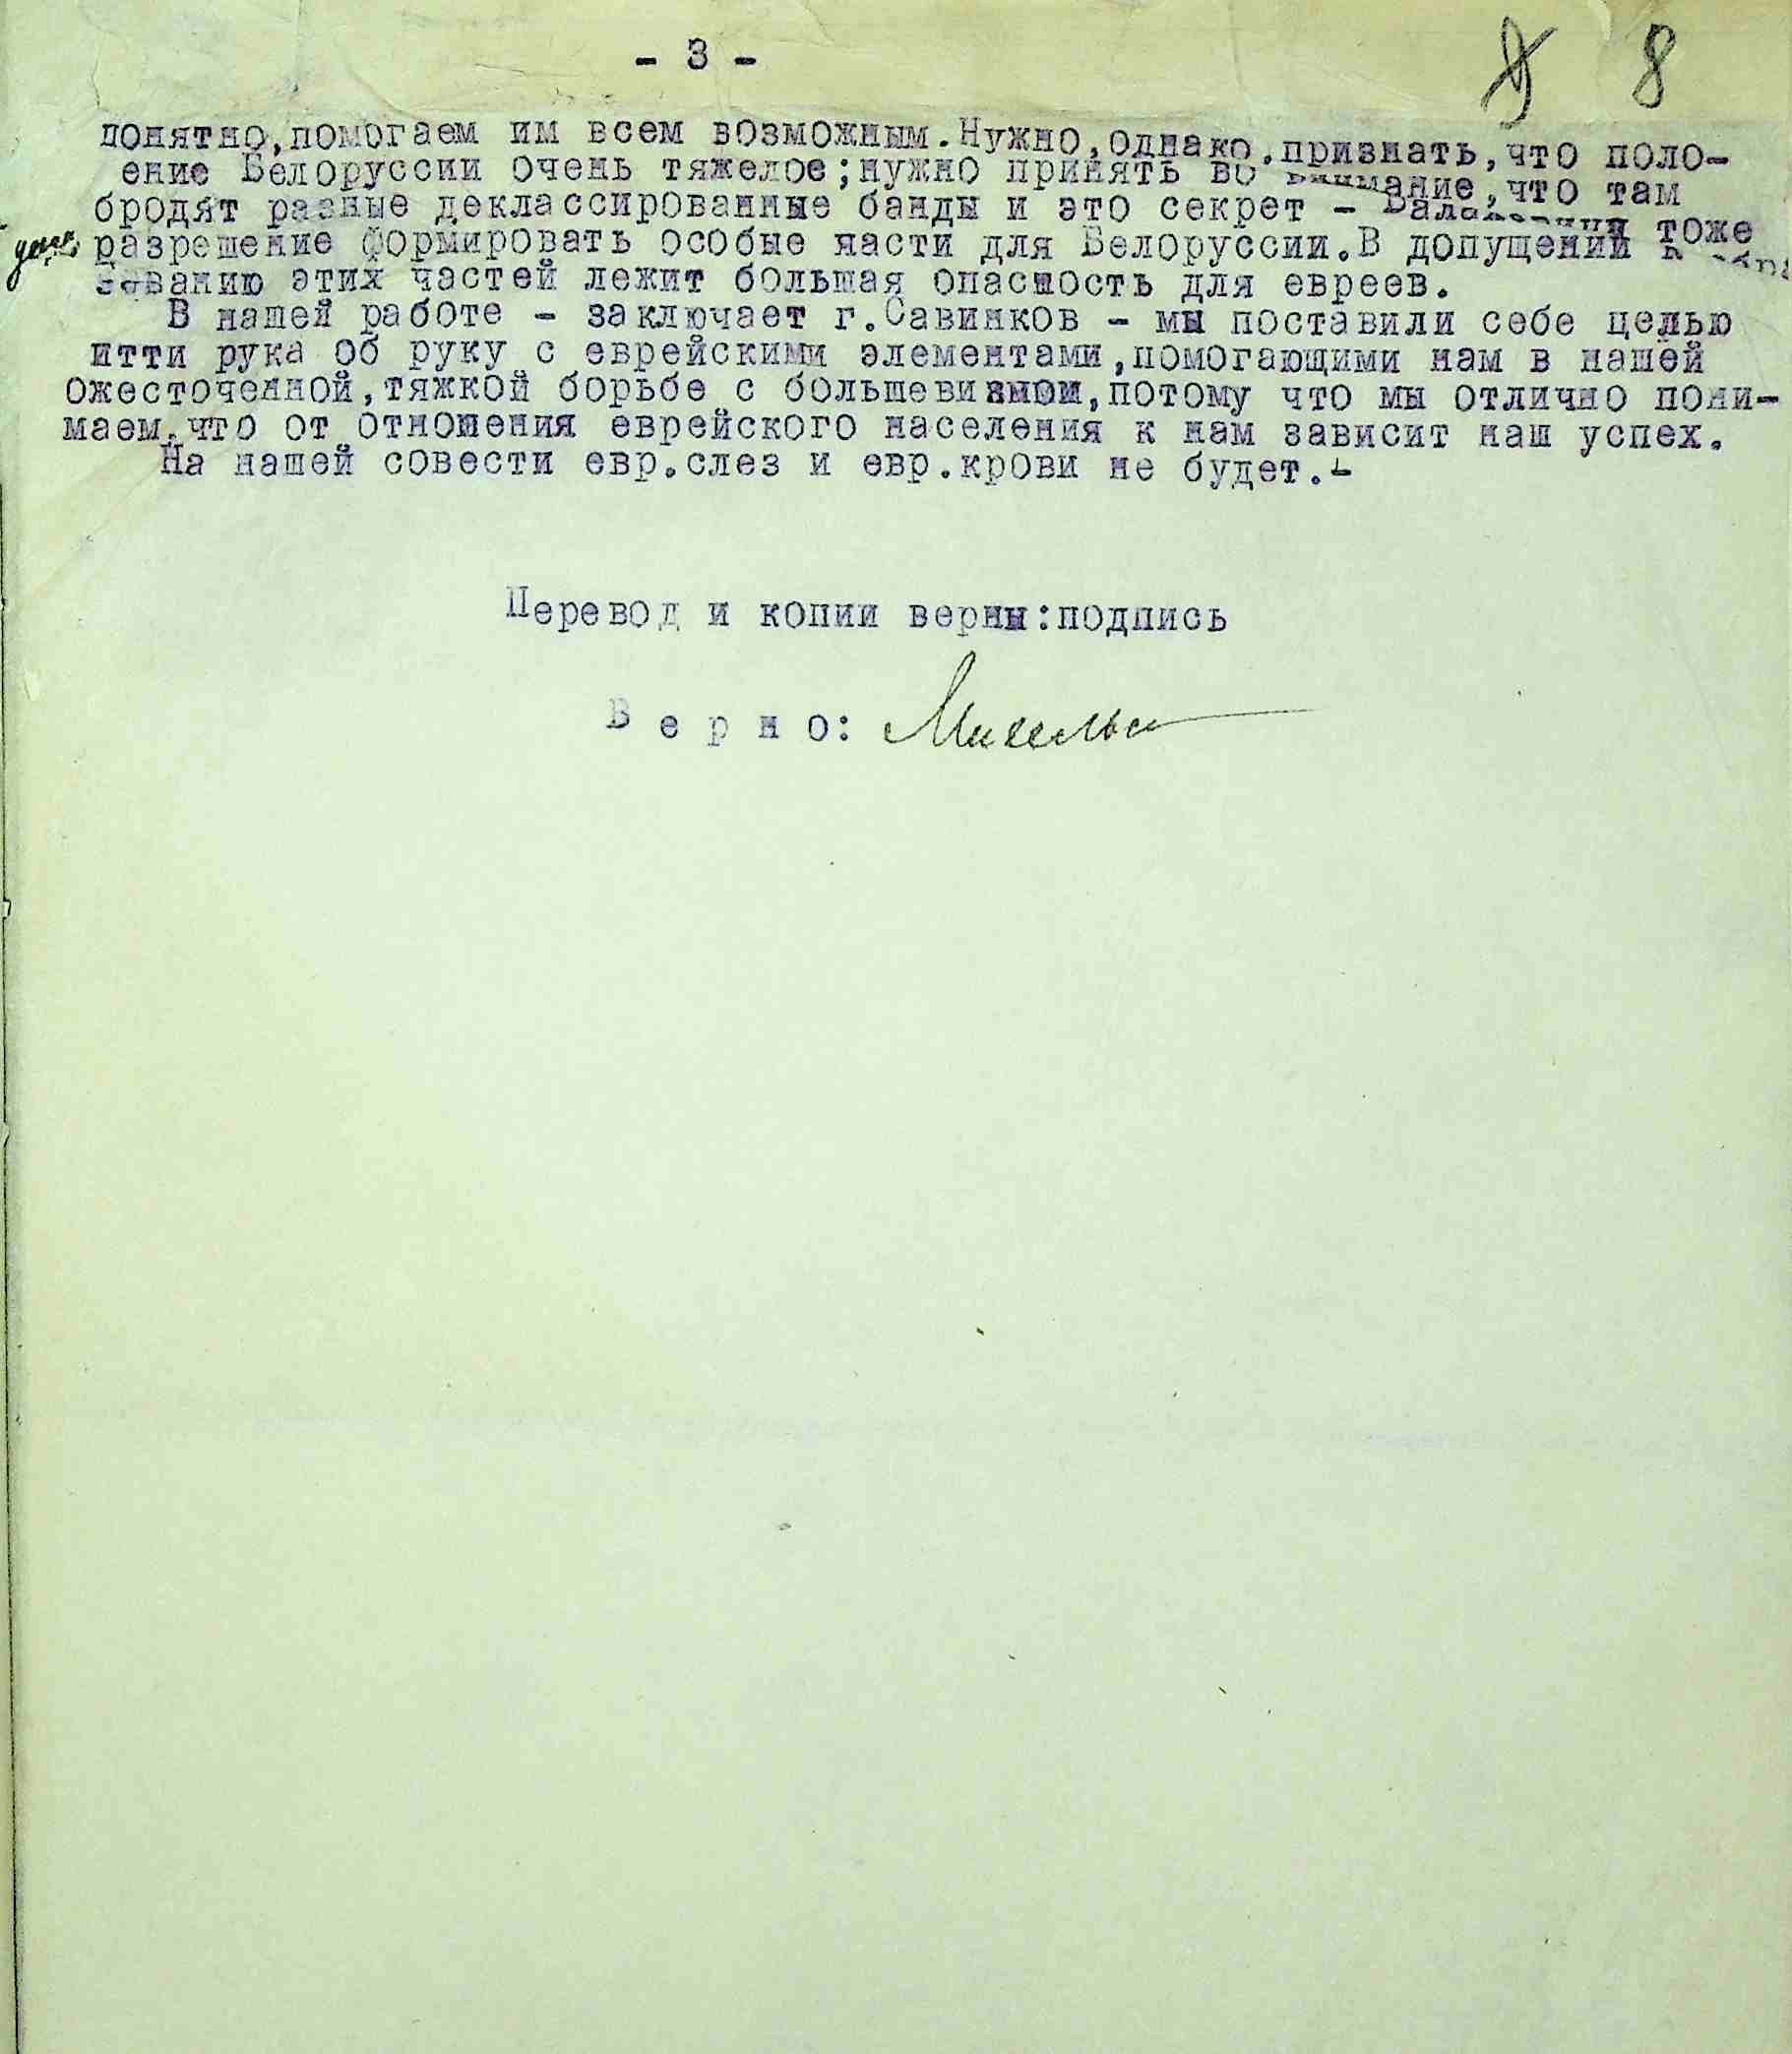 - 3 -
8
понятно,помогаем им всем возможным.Нужно,однако,признать,что поло-
ение Белоруссии очень тяжелое;нужно принять во внимание,что там
бродят разные деклассированные банды и это секрет - тоже
разрешение формировать особые части для Белоруссии.В допущении к
зованию этих частей лежит большая опасность для евреев.
В нашей работе - заключает г.Савинков - мы поставили себе целью
итти рука об руку с еврейскими элементами,помогающими нам в нашей
ожесточенной,тяжкой борьбе с большевизмом,потому что мы отлично пони-
маем,что от отношения еврейского населения к нам зависит наш успех.
На нашей совести евр.слез и евр.крови не будет.-
Перевод и копии верны:подпись
Верно: